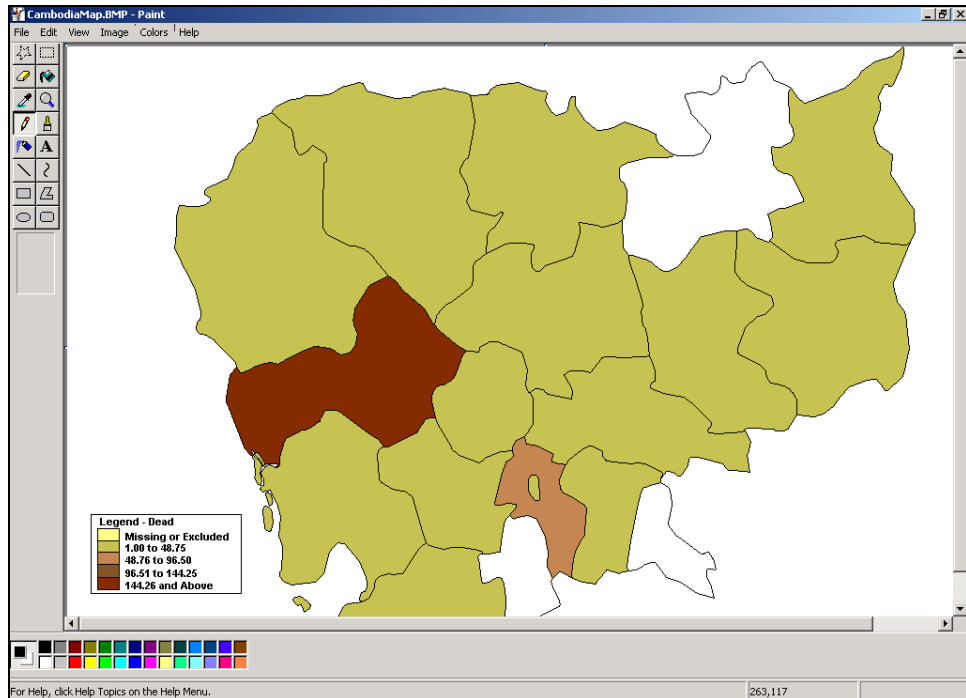 CambodiaMap.BMP - Paint
File Edit View Image Colors Help
A
Legend - Dead
Missing or Excluded
1.00 to 48.75
48.76 to 96.50
96.51 to 144.25
144.26 and Above
For Help, click Help Topics on the Help Menu.
263,117